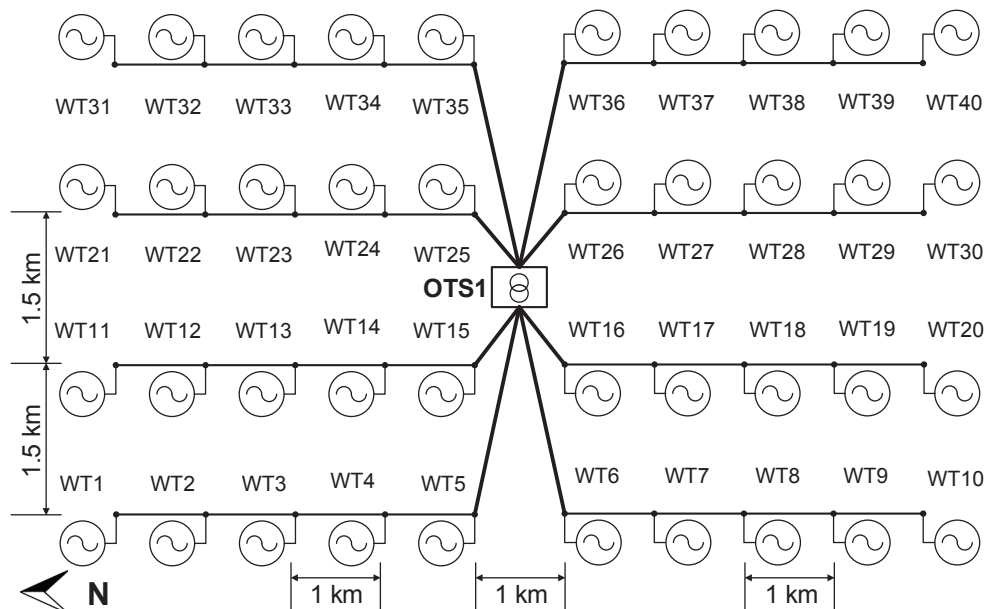 WT31 WT32 WT33 WT34 WT35 WT36 WT37 WT38 WT39 WT40
WT21 WT22 WT23 WT24 WT25 WT26 WT27 WT28 WT29 WT30
1.5 km
OTS1
WT11 WT12 WT13 WT14 WT15 WT16 WT17 WT18 WT19 WT20
1.5 km
WT1 WT2 WT3 WT4 WT5 WT6 WT7 WT8 WT9 WT10
N 1 km 1 km 1 km